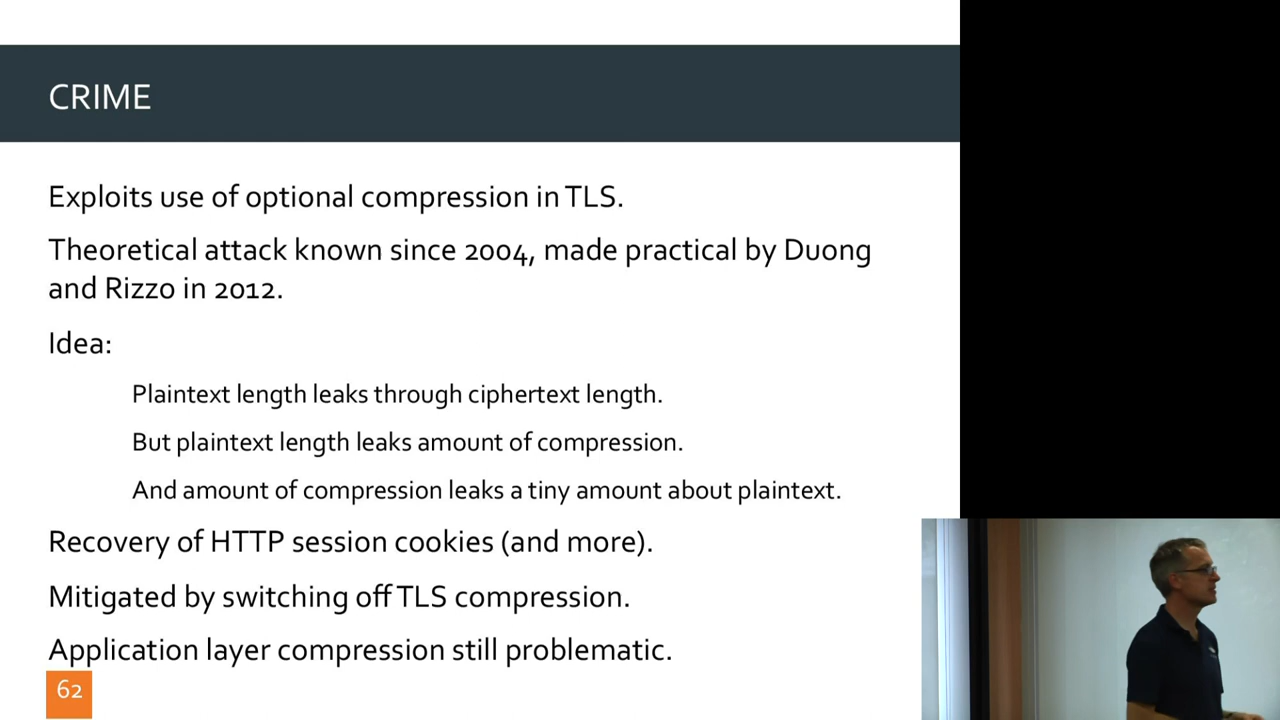 CRIME
Exploits use of optional compression in TLS.
Theoretical attack known since 2004, made practical by Duong
and Rizzo in 2012.
Idea:
Plaintext length leaks through ciphertext length.
But plaintext length leaks amount of compression.
And amount of compression leaks a tiny amount about plaintext.
Recovery of HTTP session cookies (and more).
Mitigated by switching off TLS compression.
Application layer compression still problematic.
62